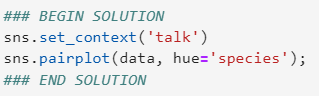 ### BEGIN SOLUTION
sns.set_context('talk')
sns.pairplot(data, hue='species');
### END SOLUTION